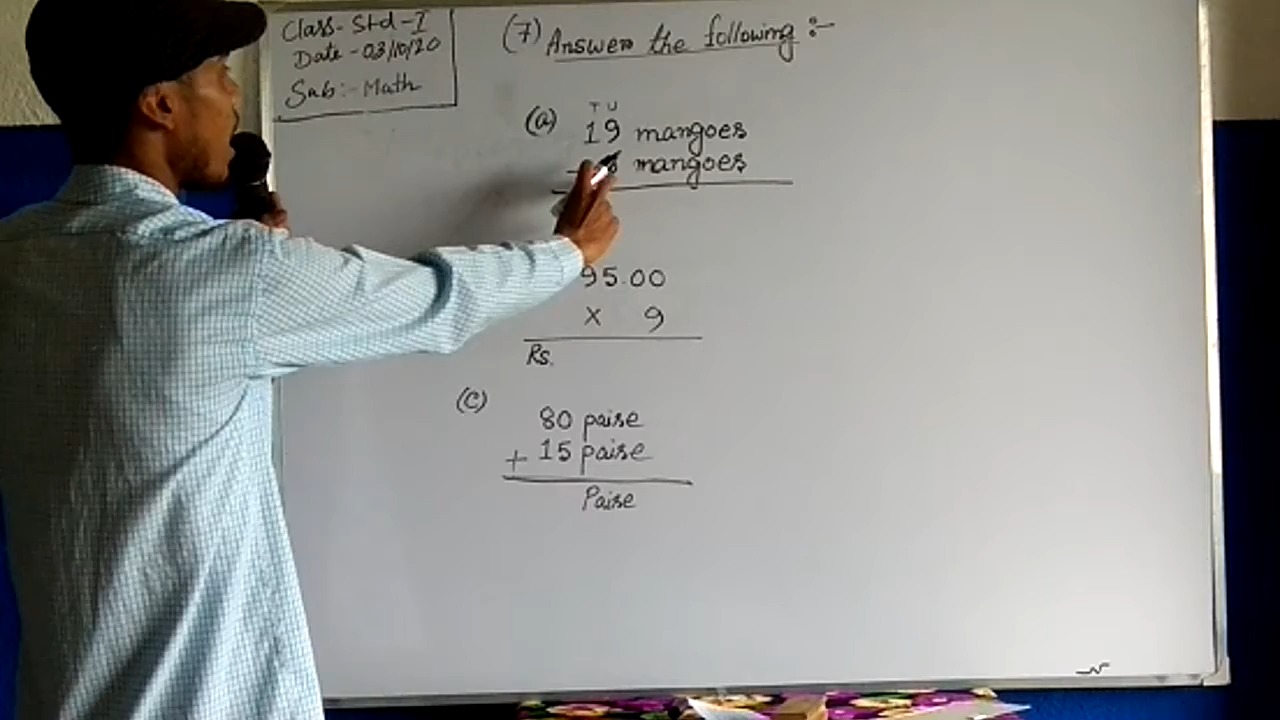 Class- Std-I
Date - 03/10/20
Sub:- Math
(7) Answer the following :-
T U
(a) 19 mangoes
- mangoes
95.00
x 9
Rs.
(C)
80 paise
+ 15 paise
Paise